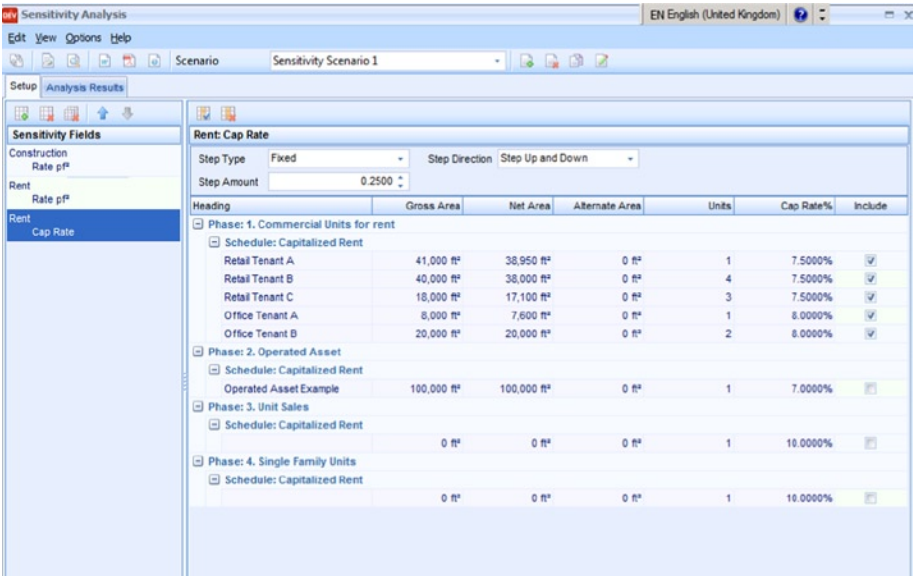 DEV Sensitivity Analysis
EN English (United Kingdom)
Edit View Options Help
Scenario Sensitivity Scenario 1
Setup Analysis Results
Sensitivity Fields
Construction
Rate pf²
Rent
Rate pf²
Rent
Cap Rate
Rent: Cap Rate
Step Type Fixed Step Direction Step Up and Down
Step Amount 0.2500
Heading Gross Area Net Area Alternate Area Units Cap Rate% Include
Phase: 1. Commercial Units for rent
Schedule: Capitalized Rent
Retail Tenant A 41,000 ft² 38,950 ft² 0 ft² 1 7.5000%
Retail Tenant B 40,000 ft² 38,000 ft² 0 ft² 4 7.5000%
Retail Tenant C 18,000 ft² 17,100 ft² 0 ft² 3 7.5000%
Office Tenant A 8,000 ft² 7,600 ft² 0 ft² 1 8.0000%
Office Tenant B 20,000 ft² 20,000 ft² 0 ft² 2 8.0000%
Phase: 2. Operated Asset
Schedule: Capitalized Rent
Operated Asset Example 100,000 ft² 100,000 ft² 0 ft² 1 7.0000%
Phase: 3. Unit Sales
Schedule: Capitalized Rent
0 ft² 0 ft² 0 ft² 1 10.0000%
Phase: 4. Single Family Units
Schedule: Capitalized Rent
0 ft² 0 ft² 0 ft² 1 10.0000%